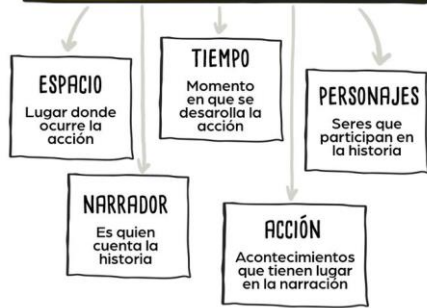 ESPACIO
Lugar donde
ocurre la
acción
TIEMPO
Momento
en que se
desarolla la
acción
PERSONAJES
Seres que
participan en
la historia
NARRADOR
Es quien
cuenta la
historia
ACCIÓN
Acontecimientos
que tienen lugar
en la narración